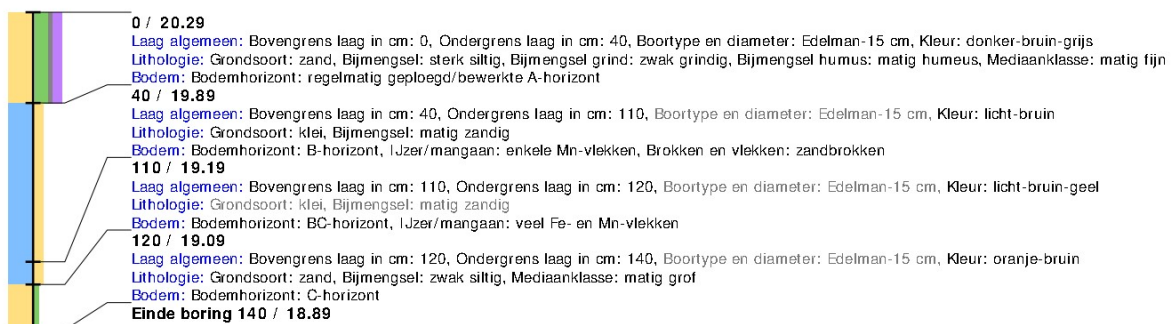 0 / 20.29
Laag algemeen: Bovengrens laag in cm: 0, Ondergrens laag in cm: 40, Boortype en diameter: Edelman-15 cm, Kleur: donker-bruin-grijs
Lithologie: Grondsoort: zand, Bijmengsel: sterk siltig, Bijmengsel grind: zwak grindig, Bijmengsel humus: matig humeus, Mediaanklasse: matig fijn
Bodem: Bodemhorizont: regelmatig geploegd/bewerkte A-horizont
40 / 19.89
Laag algemeen: Bovengrens laag in cm: 40, Ondergrens laag in cm: 110, Boortype en diameter: Edelman-15 cm, Kleur: licht-bruin
Lithologie: Grondsoort: klei, Bijmengsel: matig zandig
Bodem: Bodemhorizont: B-horizont, IJzer/mangaan: enkele Mn-vlekken, Brokken en vlekken: zandbrokken
110 / 19.19
Laag algemeen: Bovengrens laag in cm: 110, Ondergrens laag in cm: 120, Boortype en diameter: Edelman-15 cm, Kleur: licht-bruin-geel
Lithologie: Grondsoort: klei, Bijmengsel: matig zandig
Bodem: Bodemhorizont: BC-horizont, IJzer/mangaan: veel Fe- en Mn-vlekken
120 / 19.09
Laag algemeen: Bovengrens laag in cm: 120, Ondergrens laag in cm: 140, Boortype en diameter: Edelman-15 cm, Kleur: oranje-bruin
Lithologie: Grondsoort: zand, Bijmengsel: zwak siltig, Mediaanklasse: matig grof
Bodem: Bodemhorizont: C-horizont
Einde boring 140 / 18.89